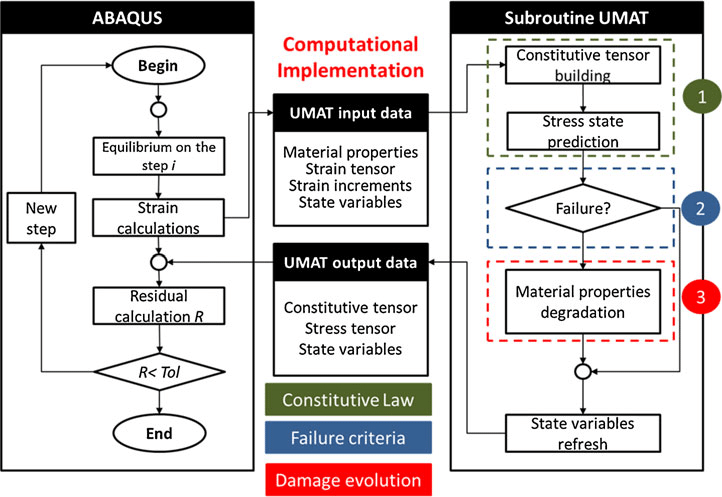 ABAQUS
Begin
Equilibrium on the
step i
Strain
calculations
New
step
Residual
calculation R
R< Tol
End
Computational
Implementation
UMAT input data
Material properties
Strain tensor
Strain increments
State variables
UMAT output data
Constitutive tensor
Stress tensor
State variables
Constitutive Law
Failure criteria
Damage evolution
Subroutine UMAT
Constitutive tensor
building
1
Stress state
prediction
Failure?
2
Material properties
degradation
3
State variables
refresh